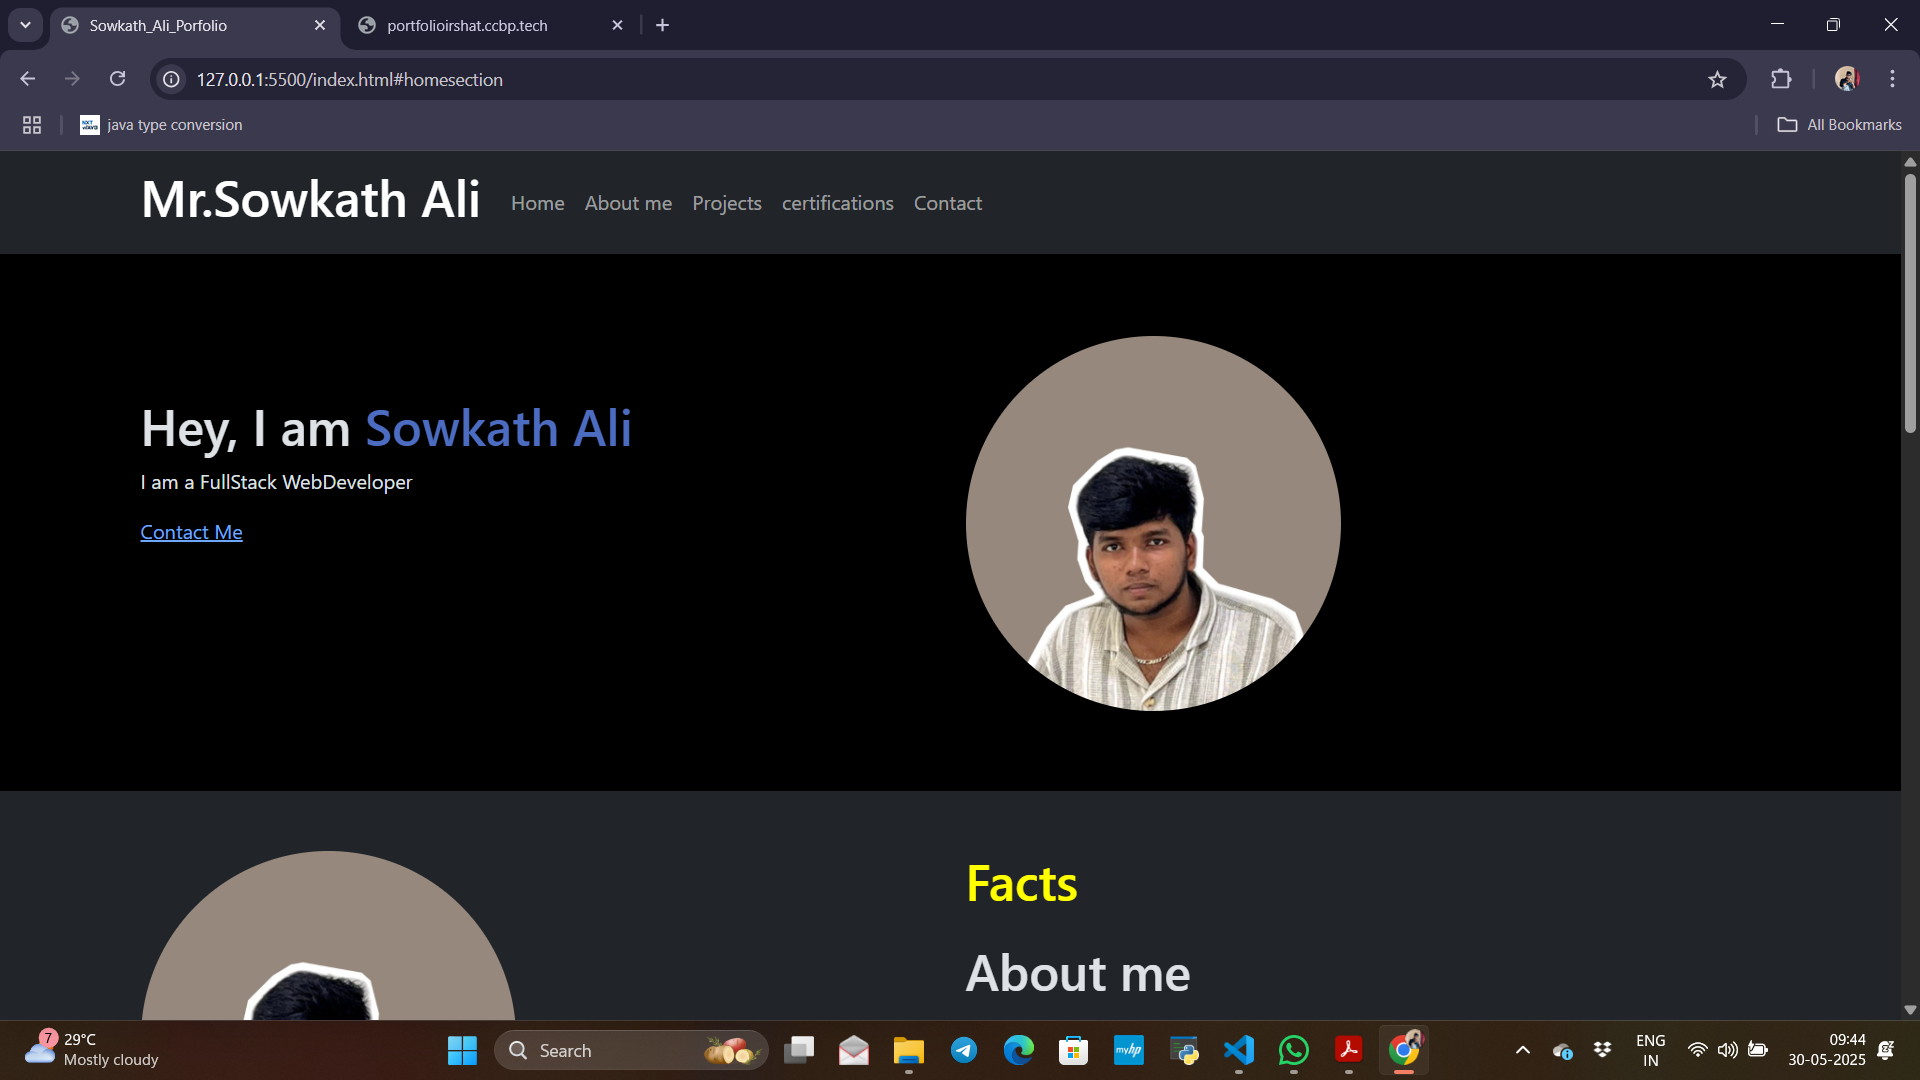 Sowkath_Ali_Porfolio
portfolioirshat.ccbp.tech
127.0.0.1:5500/index.html#homesection
java type conversion
All Bookmarks
Mr.Sowkath Ali
Home
About me
Projects
certifications
Contact
Hey, I am Sowkath Ali
I am a FullStack WebDeveloper
Contact Me
Facts
About me
7
29°C
Mostly cloudy
Search
myhp
ENG
IN
09:44
30-05-2025